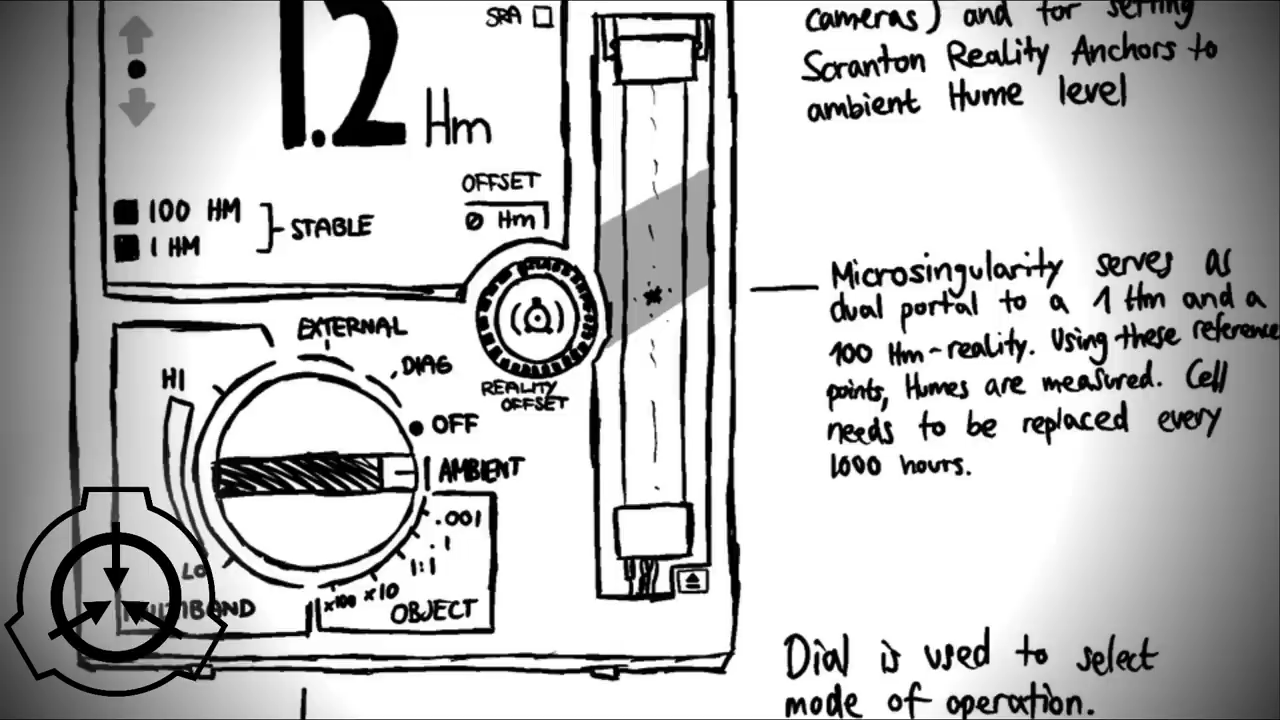 1.2 Hm
SRA
100 HM
1 HM
STABLE
OFFSET
0 Hm
REALITY
OFFSET
EXTERNAL
DIAG
OFF
AMBIENT
HI
LO
.001
1
1:1
x10
x100
OBJECT
cameras) and for setting
Scranton Reality Anchors to
ambient Hume level
Microsingularity serves as
dual portal to a 1 Hm and a
100 Hm-reality. Using these reference
points, Humes are measured. Cell
needs to be replaced every
1000 hours.
Dial is used to select
mode of operation.